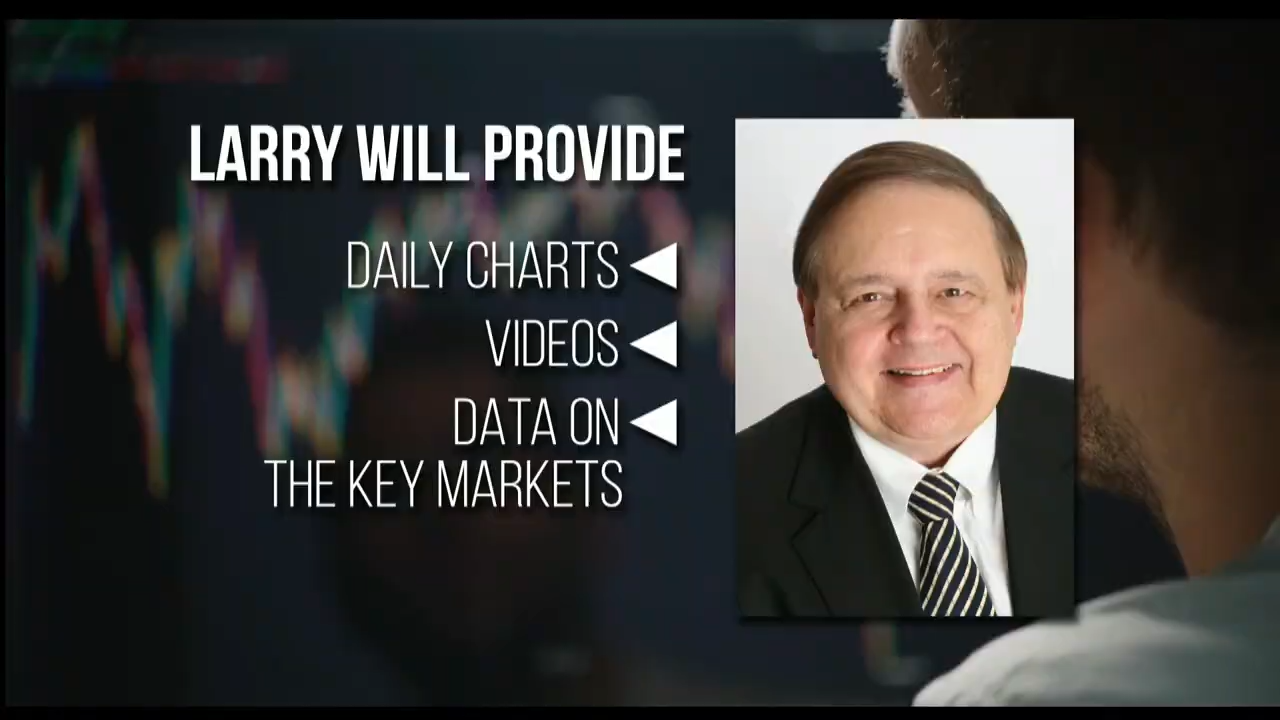 LARRY WILL PROVIDE
DAILY CHARTS
VIDEOS
DATA ON
THE KEY MARKETS